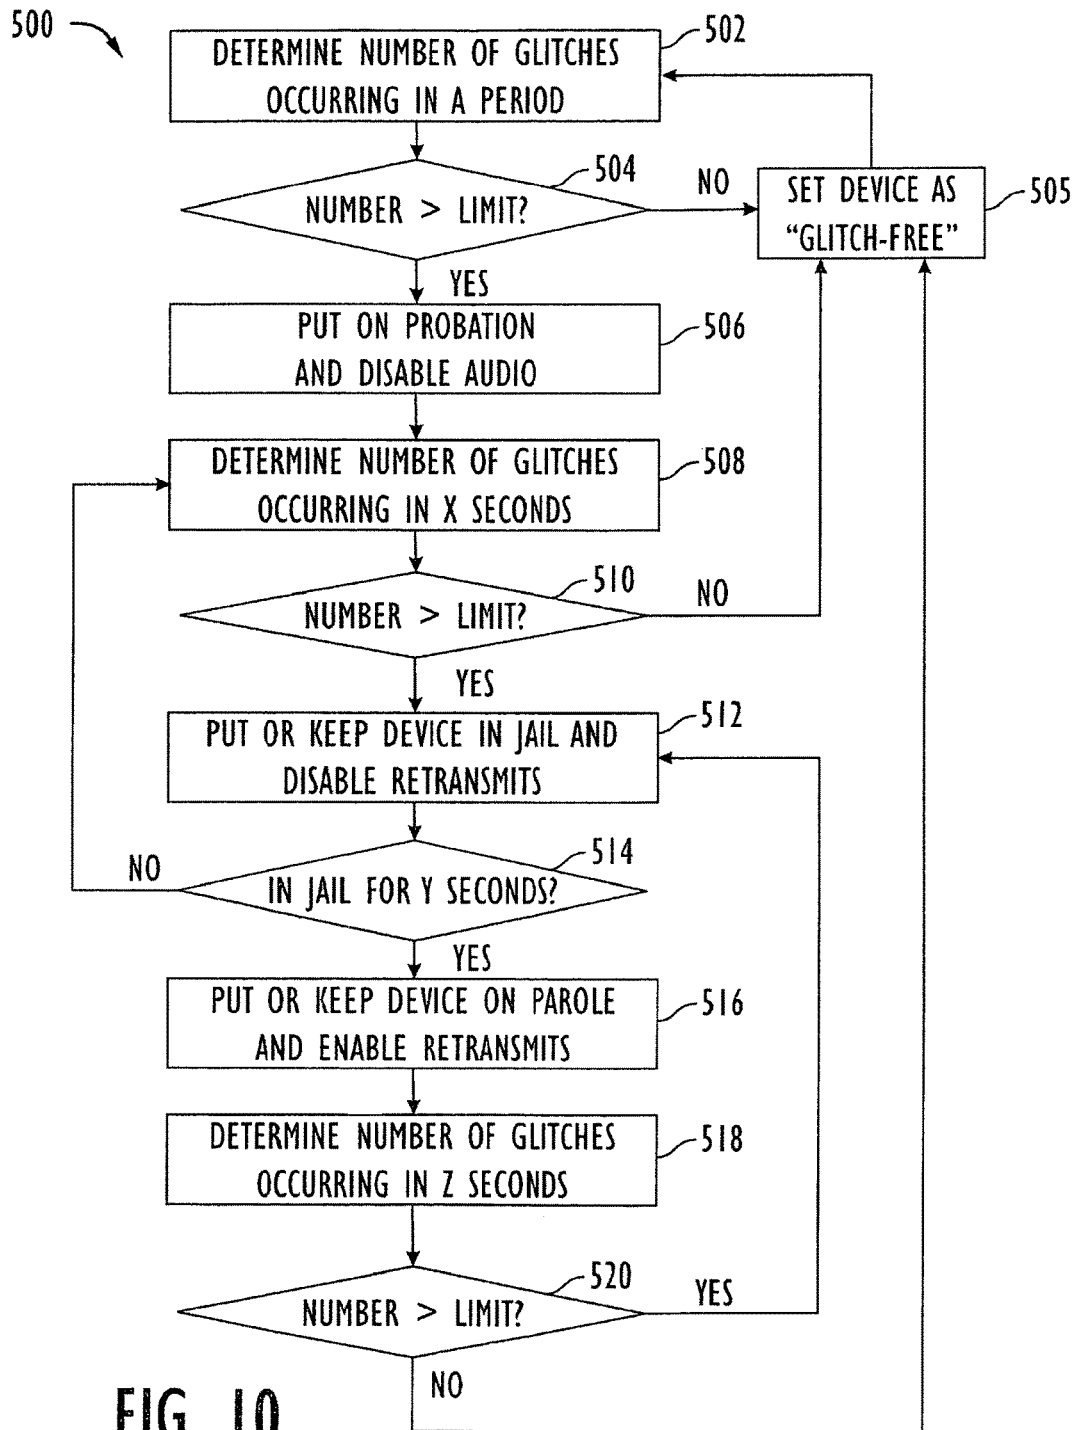 500
DETERMINE NUMBER OF GLITCHES
OCCURRING IN A PERIOD
502
NUMBER > LIMIT?
504
NO
SET DEVICE AS
"GLITCH-FREE"
505
YES
PUT ON PROBATION
AND DISABLE AUDIO
506
DETERMINE NUMBER OF GLITCHES
OCCURRING IN X SECONDS
508
NUMBER > LIMIT?
510
NO
YES
PUT OR KEEP DEVICE IN JAIL AND
DISABLE RETRANSMITS
512
IN JAIL FOR Y SECONDS?
514
NO
YES
PUT OR KEEP DEVICE ON PAROLE
AND ENABLE RETRANSMITS
516
DETERMINE NUMBER OF GLITCHES
OCCURRING IN Z SECONDS
518
NUMBER > LIMIT?
520
YES
NO
FIG. 10